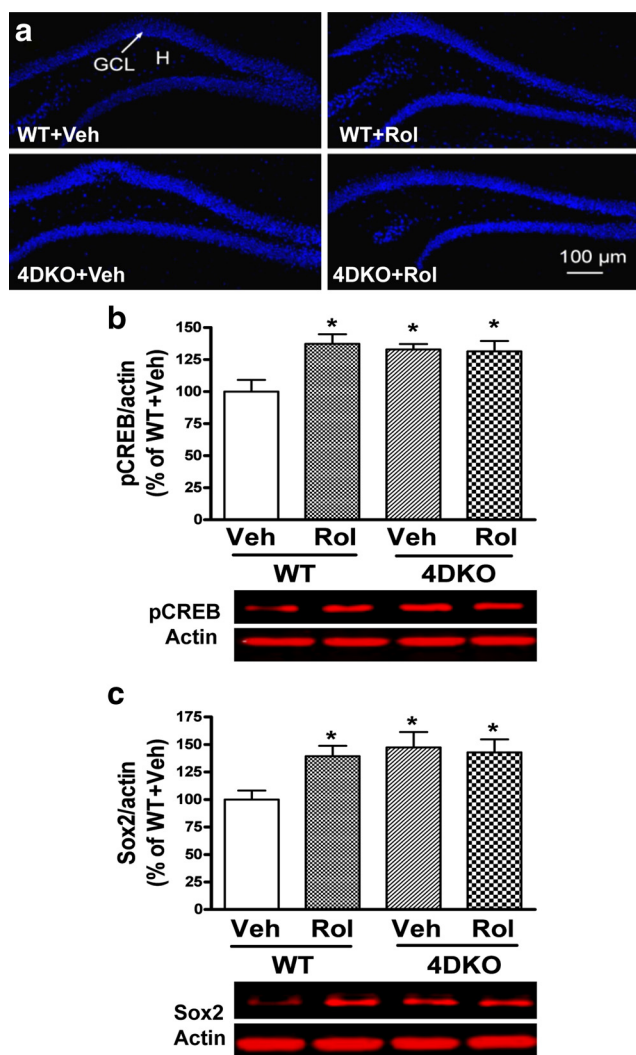 a
GCL
H
WT+Veh
WT+Rol
4DKO+Veh
4DKO+Rol
100 µm
b
pCREB/actin
(% of WT+Veh)
150
125
100
75
50
25
0
*
*
*
Veh Rol Veh Rol
WT 4DKO
pCREB
Actin
c
Sox2/actin
(% of WT+Veh)
175
150
125
100
75
50
25
0
*
*
*
Veh Rol Veh Rol
WT 4DKO
Sox2
Actin